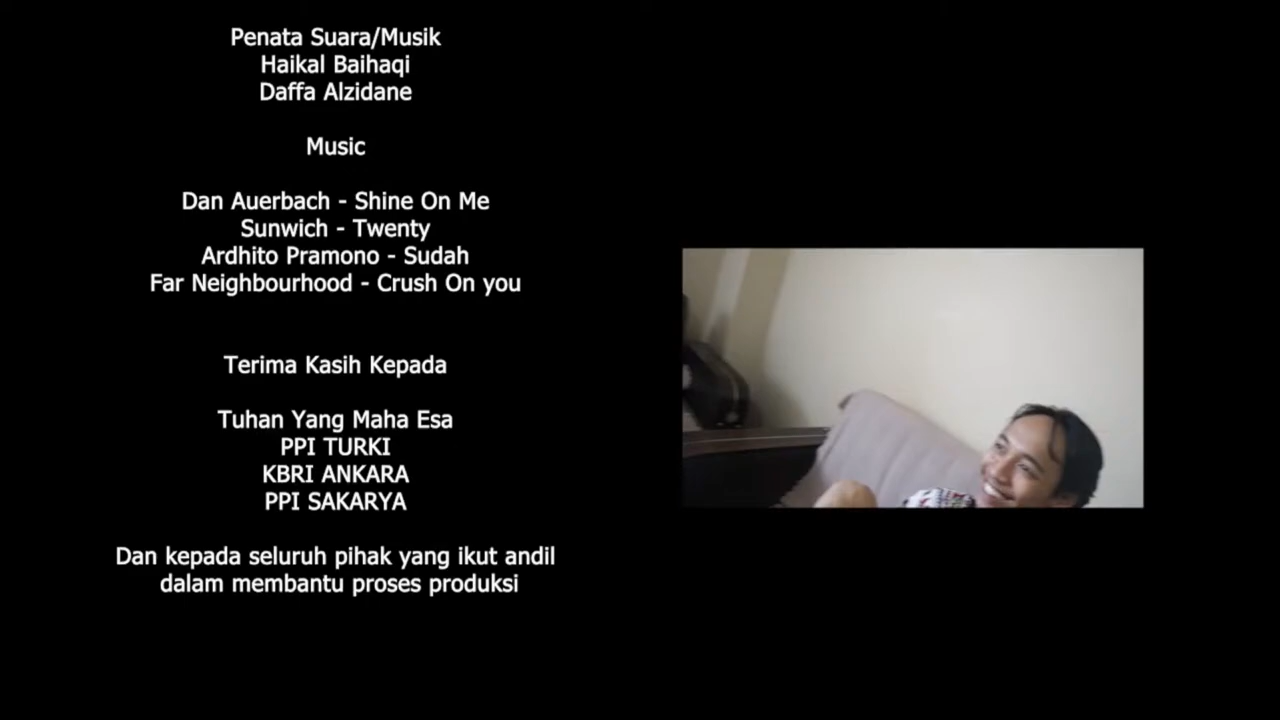 Penata Suara/Musik
Haikal Baihaqi
Daffa Alzidane
Music
Dan Auerbach - Shine On Me
Sunwich - Twenty
Ardhito Pramono - Sudah
Far Neighbourhood - Crush On you
Terima Kasih Kepada
Tuhan Yang Maha Esa
PPI TURKI
KBRI ANKARA
PPI SAKARYA
Dan kepada seluruh pihak yang ikut andil
dalam membantu proses produksi